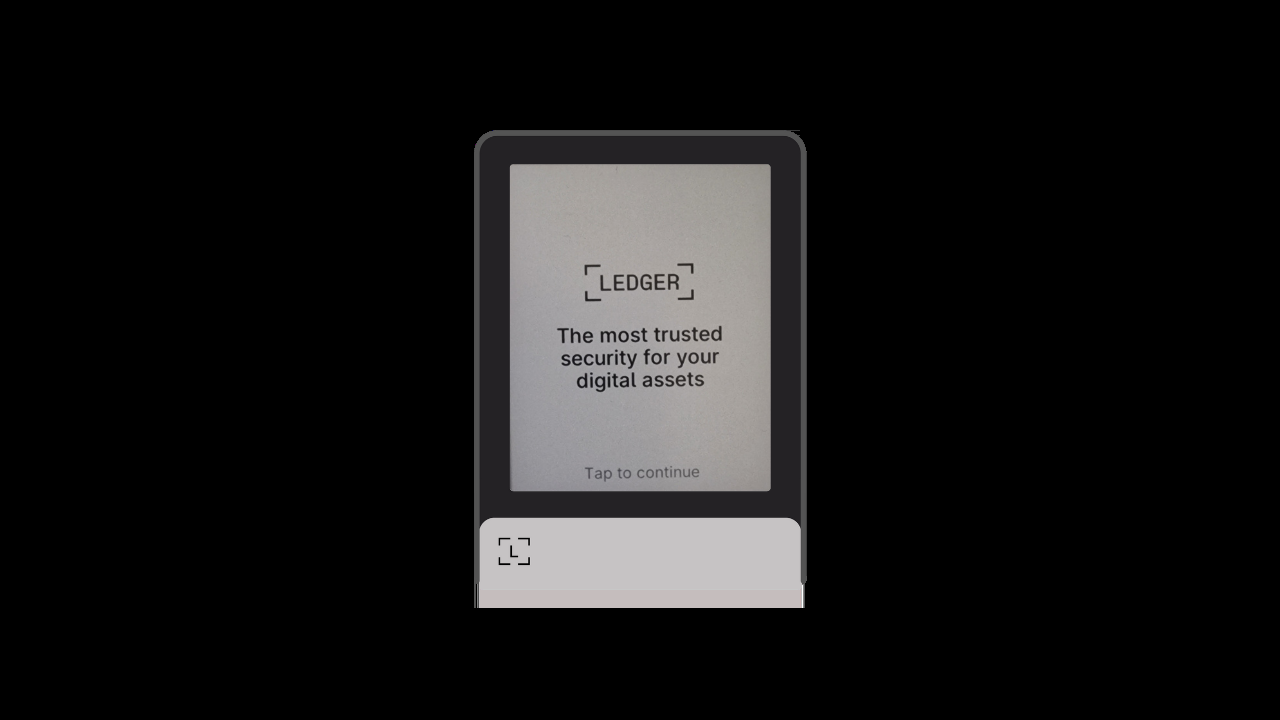 LEDGER
The most trusted
security for your
digital assets
Tap to continue
L